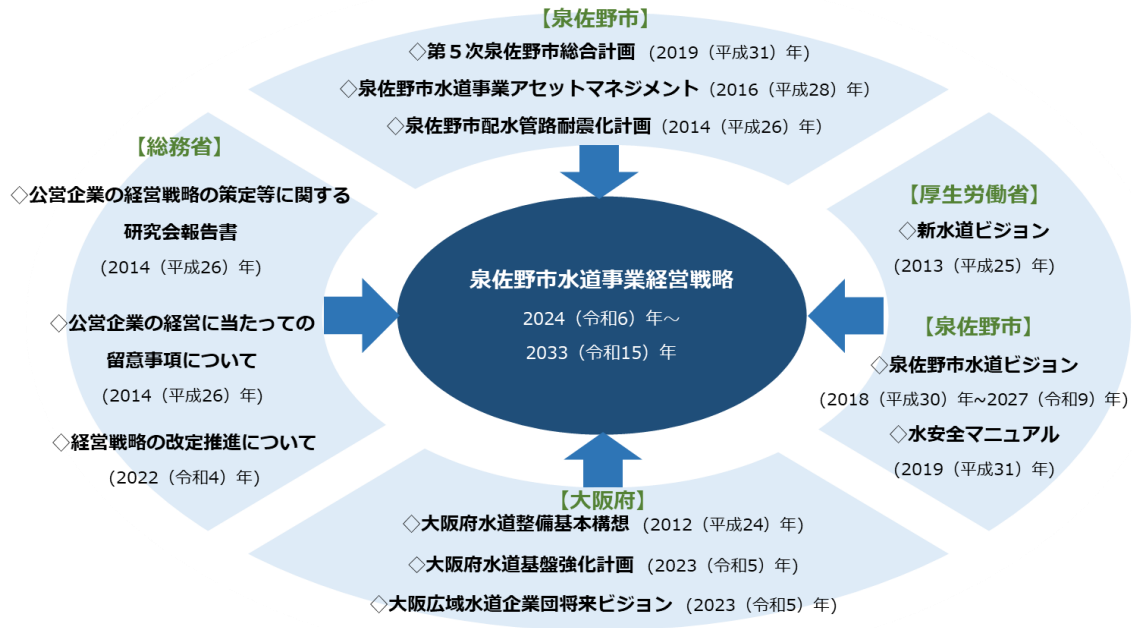 【泉佐野市】
◇第５次泉佐野市総合計画 (2019（平成31）年)
◇泉佐野市水道事業アセットマネジメント（2016（平成28）年）
◇泉佐野市配水管路耐震化計画（2014（平成26）年）
【総務省】
◇公営企業の経営戦略の策定等に関する
研究会報告書
(2014（平成26）年)
◇公営企業の経営に当たっての
留意事項について
(2014（平成26）年)
◇経営戦略の改定推進について
(2022（令和4）年)
泉佐野市水道事業経営戦略
2024（令和6）年～
2033（令和15）年
【厚生労働省】
◇新水道ビジョン
(2013（平成25）年)
【泉佐野市】
◇泉佐野市水道ビジョン
(2018（平成30）年~2027（令和9）年)
◇水安全マニュアル
(2019（平成31）年)
【大阪府】
◇大阪府水道整備基本構想 (2012（平成24）年)
◇大阪府水道基盤強化計画 (2023（令和5）年)
◇大阪広域水道企業団将来ビジョン (2023（令和5）年)